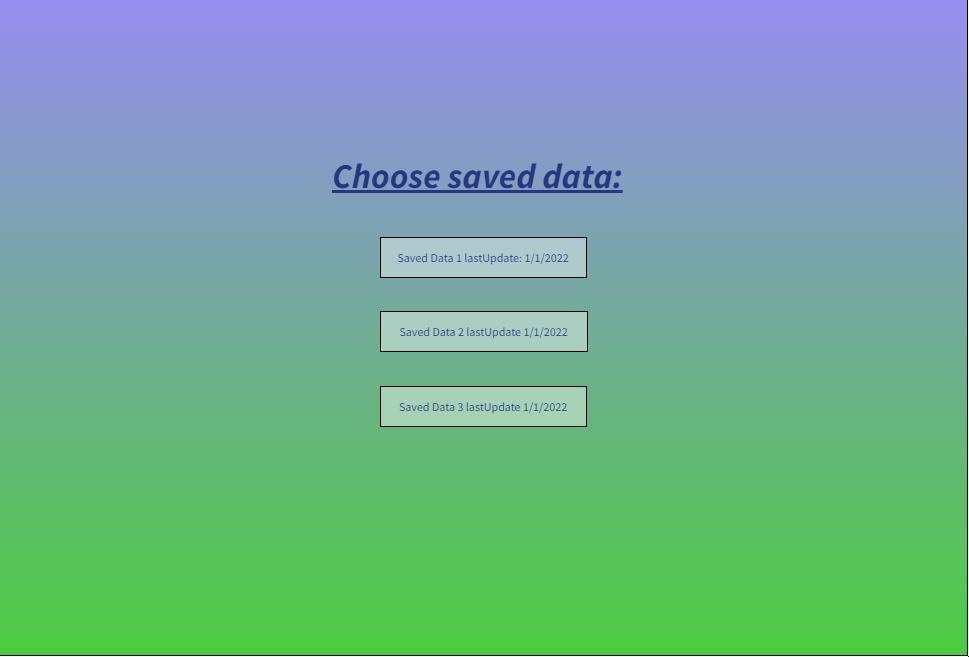 Choose saved data:
Saved Data 1 lastUpdate: 1/1/2022
Saved Data 2 lastUpdate 1/1/2022
Saved Data 3 lastUpdate 1/1/2022